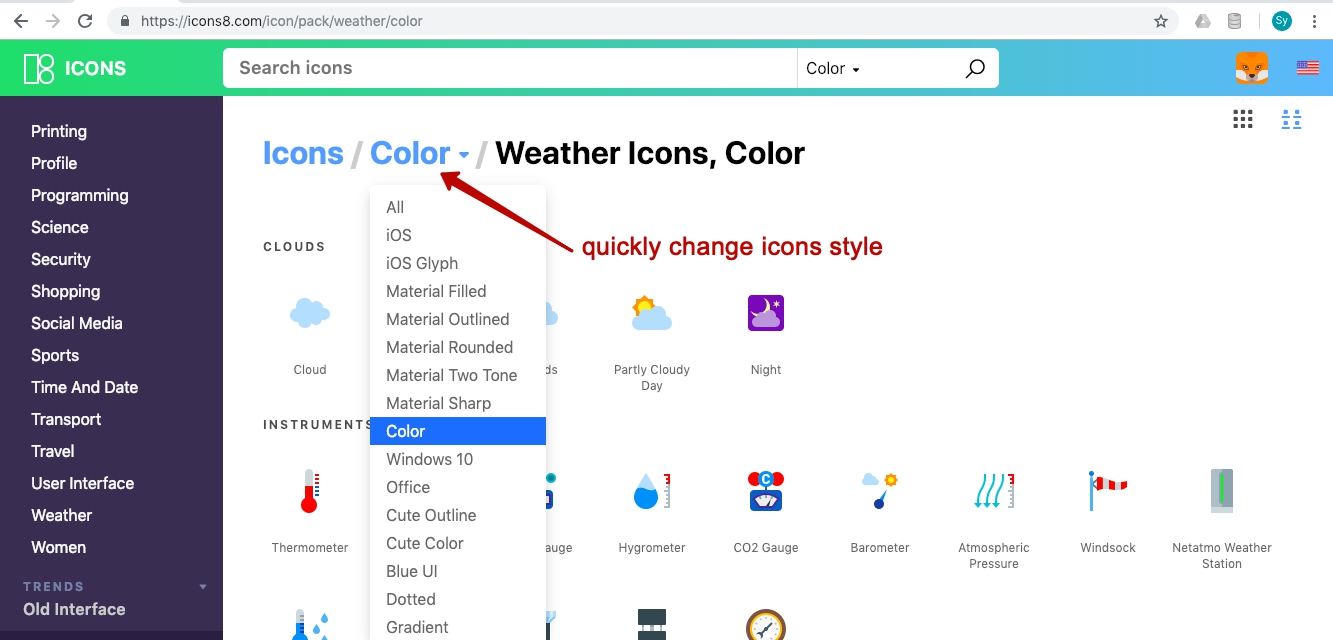 https://icons8.com/icon/pack/weather/color
Sy
ICONS
Search icons
Color
Printing
Profile
Programming
Science
Security
Shopping
Social Media
Sports
Time And Date
Transport
Travel
User Interface
Weather
Women
TRENDS
Old Interface
Icons / Color / Weather Icons, Color
All
iOS
iOS Glyph
Material Filled
Material Outlined
Material Rounded
Material Two Tone
Material Sharp
Color
Windows 10
Office
Cute Outline
Cute Color
Blue UI
Dotted
Gradient
quickly change icons style
CLOUDS
Cloud
Partly Cloudy
Day
Night
INSTRUMENTS
Thermometer
Hygrometer
C
CO2 Gauge
Barometer
Atmospheric
Pressure
Windsock
Netatmo Weather
Station